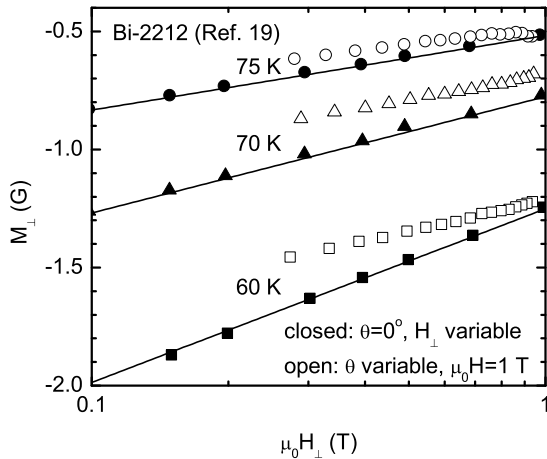 -0.5
Bi-2212 (Ref. 19)
75 K
70 K
-1.0
M⊥ (G)
-1.5
60 K
closed: θ=0°, H⊥ variable
open: θ variable, μ₀H=1 T
-2.0
0.1
1
μ₀H⊥ (T)